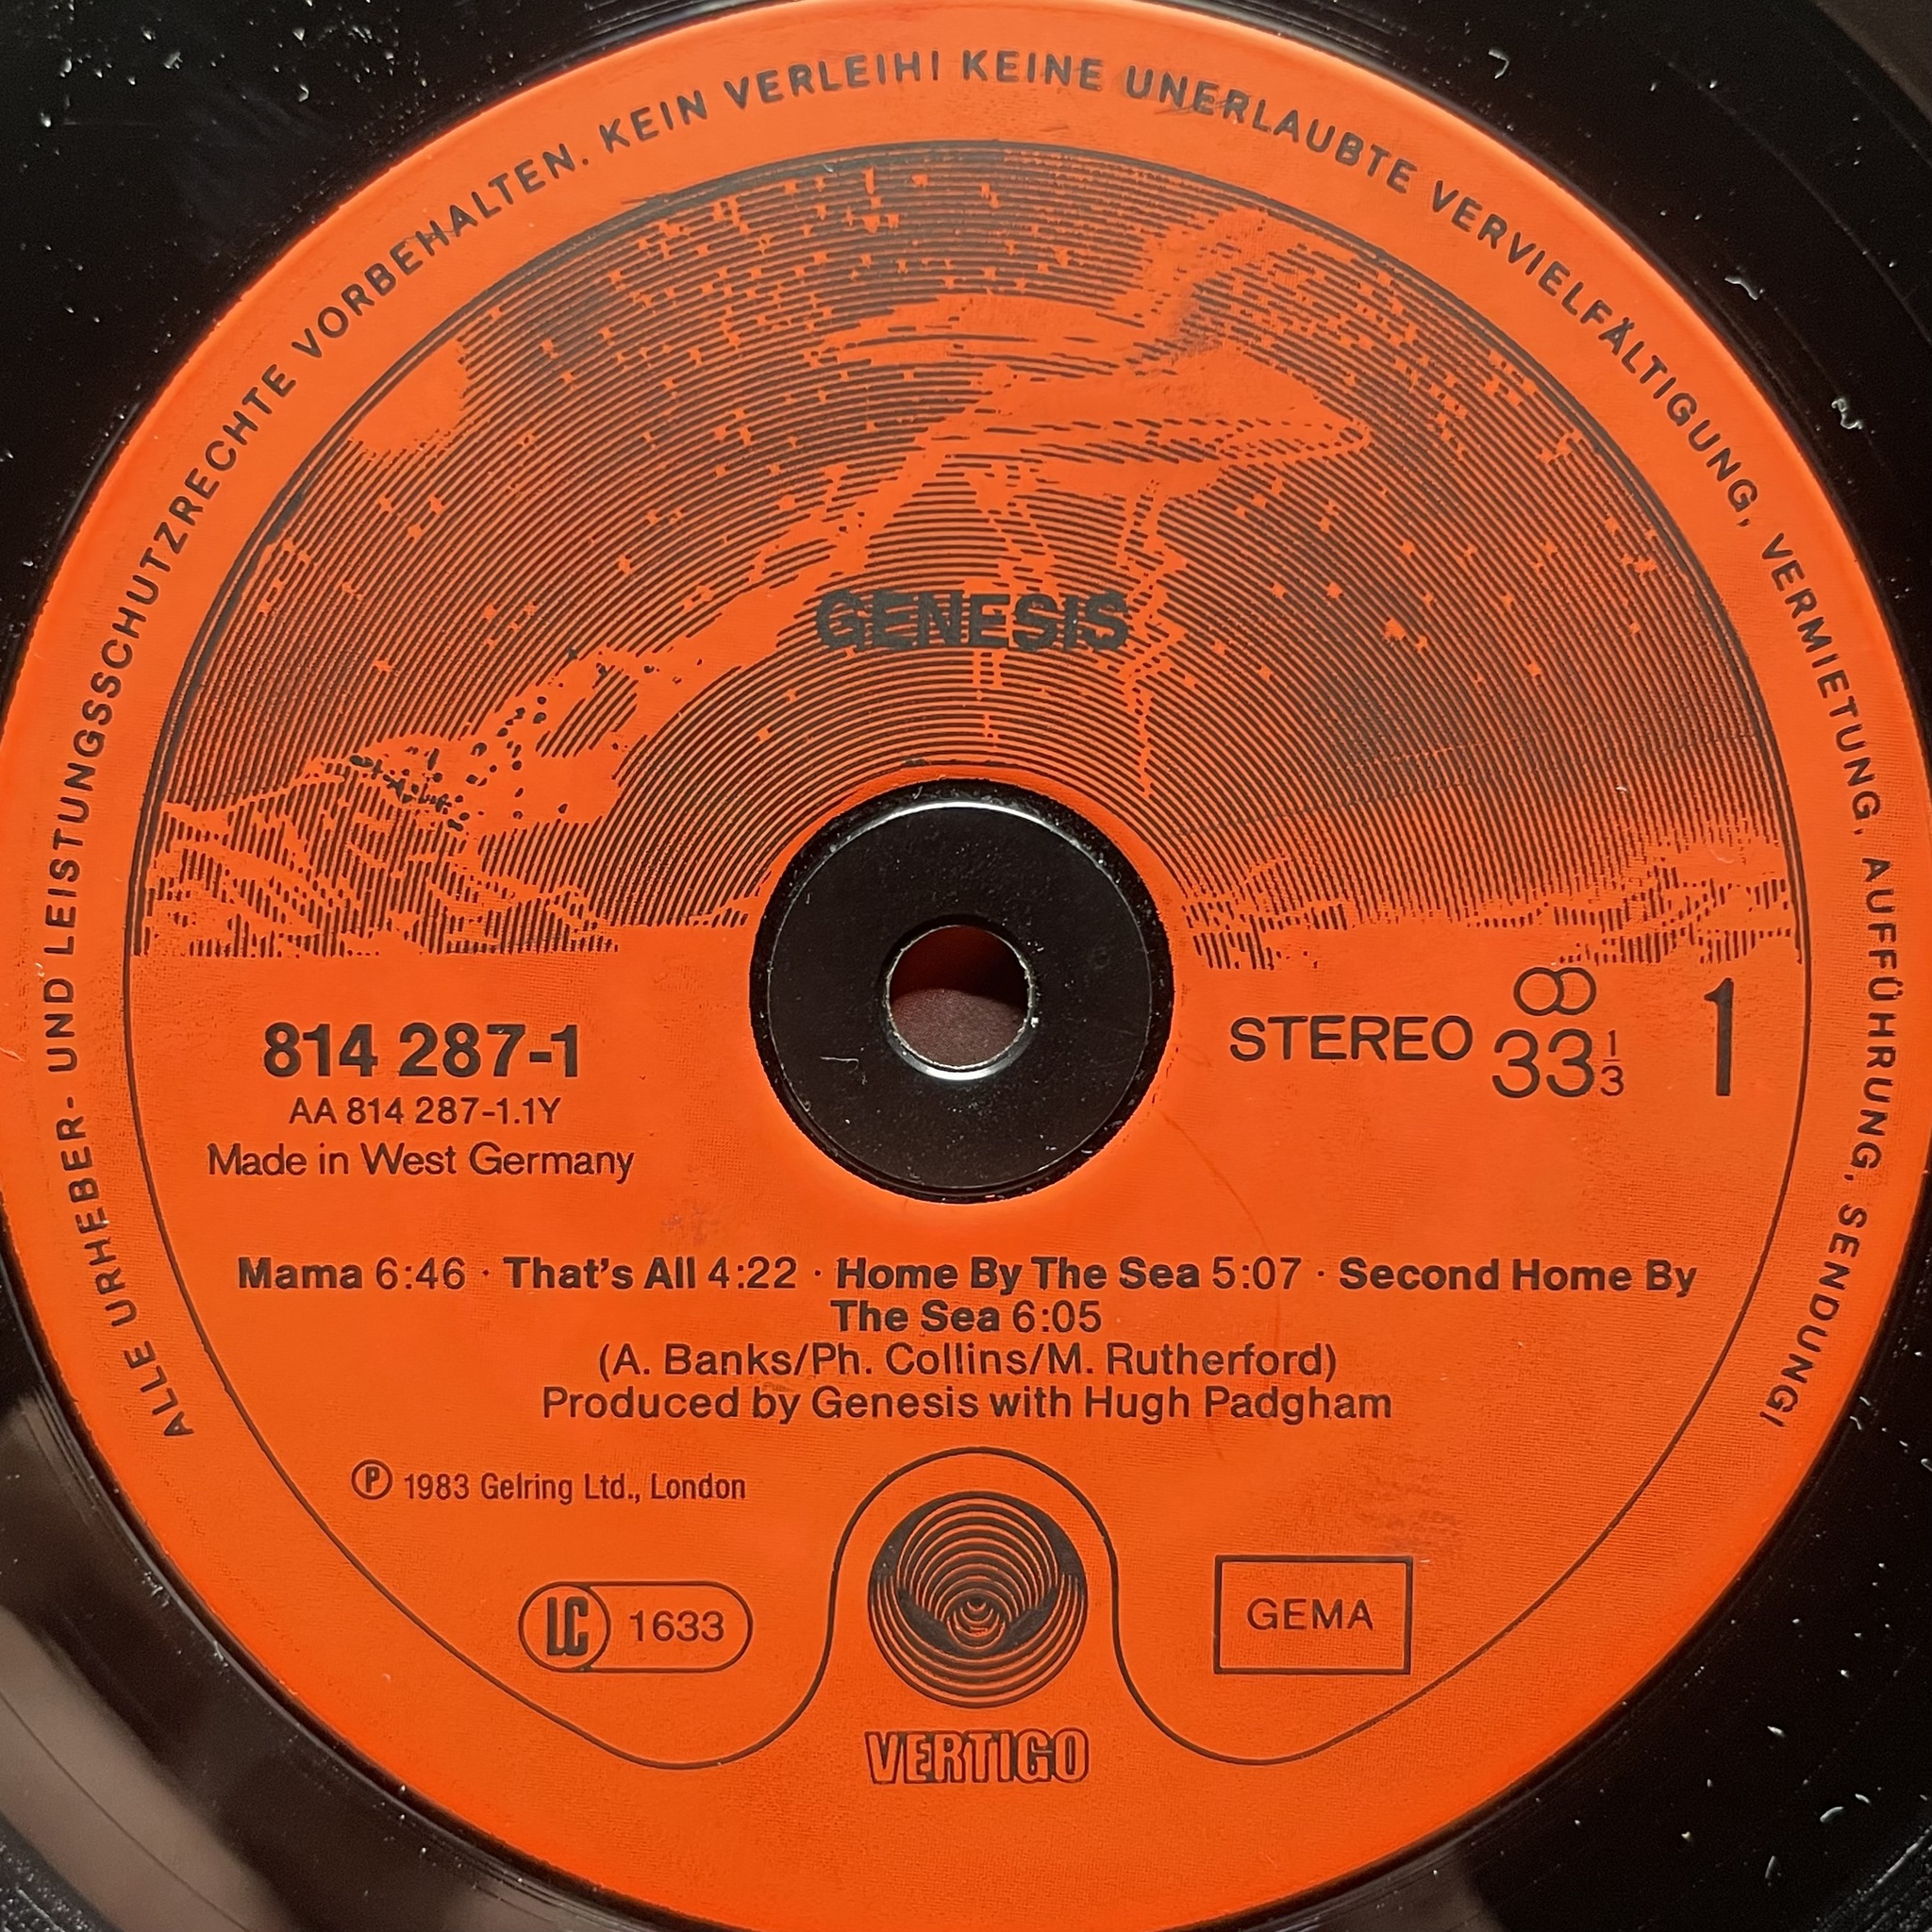 ALLE URHEBER- UND LEISTUNGSSCHUTZRECHTE VORBEHALTEN. KEIN VERLEIH! KEINE UNERLAUBTE VERVIELFÄLTIGUNG, VERMIETUNG, AUFFÜHRUNG, SENDUNG!
GENESIS
814 287-1
AA 814 287-1.1Y
Made in West Germany
STEREO 33 1/3
1
Mama 6:46 · That's All 4:22 · Home By The Sea 5:07 · Second Home By
The Sea 6:05
(A. Banks/Ph. Collins/M. Rutherford)
Produced by Genesis with Hugh Padgham
Ⓟ 1983 Gelring Ltd., London
LC 1633
GEMA
VERTIGO